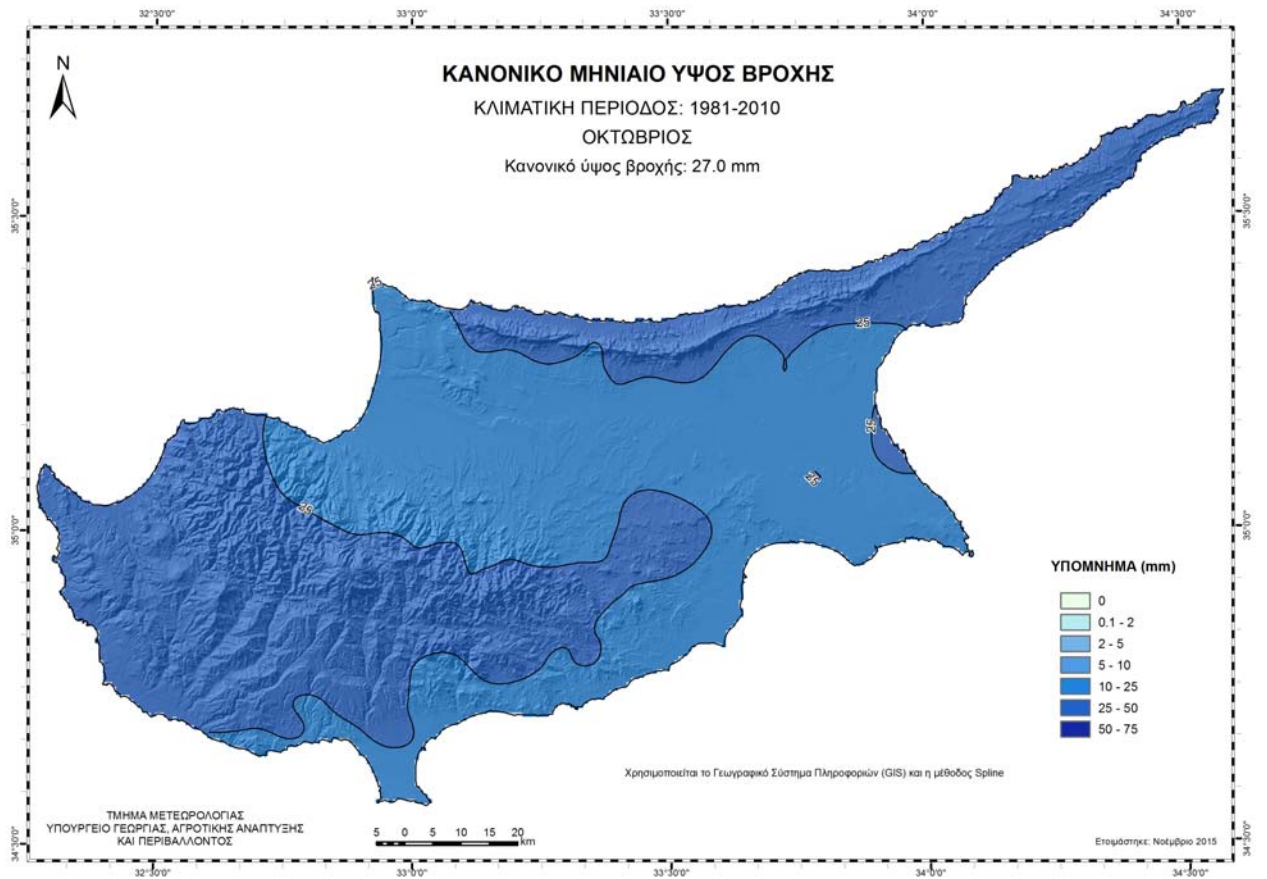 32°30'0"
33°0'0"
33°30'0"
34°0'0"
34°30'0"
N
ΚΑΝΟΝΙΚΟ ΜΗΝΙΑΙΟ ΥΨΟΣ ΒΡΟΧΗΣ
ΚΛΙΜΑΤΙΚΗ ΠΕΡΙΟΔΟΣ: 1981-2010
ΟΚΤΩΒΡΙΟΣ
Κανονικό ύψος βροχής: 27.0 mm
35°30'0"
35°30'0"
25
25
25
25
25
35°0'0"
35°0'0"
ΥΠΟΜΝΗΜΑ (mm)
0
0.1 - 2
2 - 5
5 - 10
10 - 25
25 - 50
50 - 75
Χρησιμοποιείται το Γεωγραφικό Σύστημα Πληροφοριών (GIS) και η μέθοδος Spline
ΤΜΗΜΑ ΜΕΤΕΩΡΟΛΟΓΙΑΣ
ΥΠΟΥΡΓΕΙΟ ΓΕΩΡΓΙΑΣ, ΑΓΡΟΤΙΚΗΣ ΑΝΑΠΤΥΞΗΣ
ΚΑΙ ΠΕΡΙΒΑΛΛΟΝΤΟΣ
5 0 5 10 15 20
km
Ετοιμάστηκε: Νοέμβριο 2015
34°30'0"
34°30'0"
32°30'0"
33°0'0"
33°30'0"
34°0'0"
34°30'0"